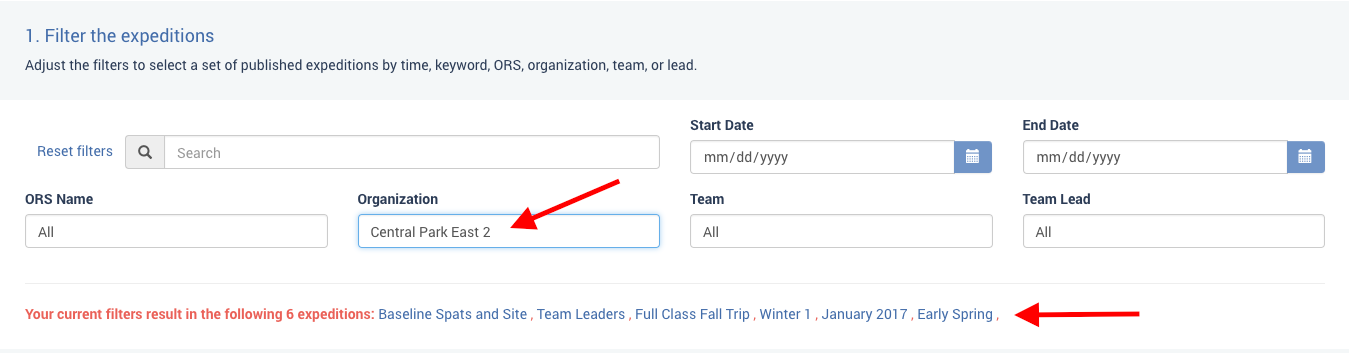 1. Filter the expeditions
Adjust the filters to select a set of published expeditions by time, keyword, ORS, organization, team, or lead.
Reset filters
Search
Start Date
mm/dd/yyyy
End Date
mm/dd/yyyy
ORS Name
All
Organization
Central Park East 2
Team
All
Team Lead
All
Your current filters result in the following 6 expeditions: Baseline Spats and Site , Team Leaders , Full Class Fall Trip , Winter 1 , January 2017 , Early Spring ,